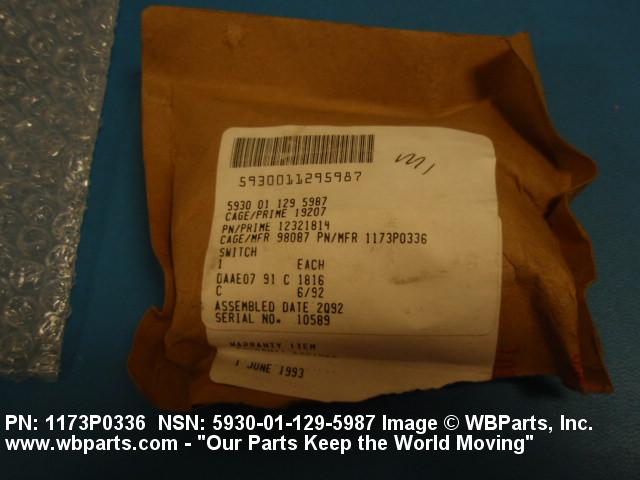 5930011295987
M1
5930 01 129 5987
CAGE/PRIME 19207
PN/PRIME 12321814
CAGE/MFR 98087 PN/MFR 1173P0336
SWITCH
1 EACH
DAAE07 91 C 1816
C 6/92
ASSEMBLED DATE 2Q92
SERIAL NO. 10589
WARRANTY ITEM
1 JUNE 1993
PN: 1173P0336 NSN: 5930-01-129-5987 Image © WBParts, Inc.
www.wbparts.com - "Our Parts Keep the World Moving"